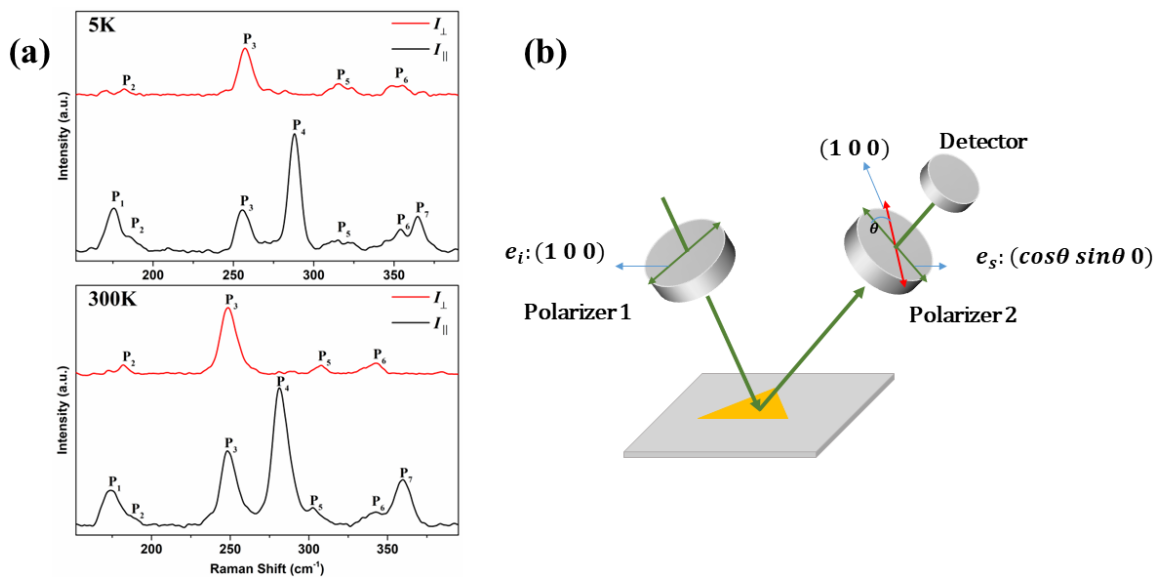 (a)
5K
I⊥
I||
P3
P2
P5
P6
P4
P1
P2
P3
P5
P6
P7
Intensity (a.u.)
200 250 300 350
300K
I⊥
I||
P3
P2
P5
P6
P4
P3
P1
P2
P5
P6
P7
Intensity (a.u.)
200 250 300 350
Raman Shift (cm⁻¹)
(b)
(1 0 0)
Detector
θ
ei: (1 0 0)
es: (cosθ sinθ 0)
Polarizer 1
Polarizer 2